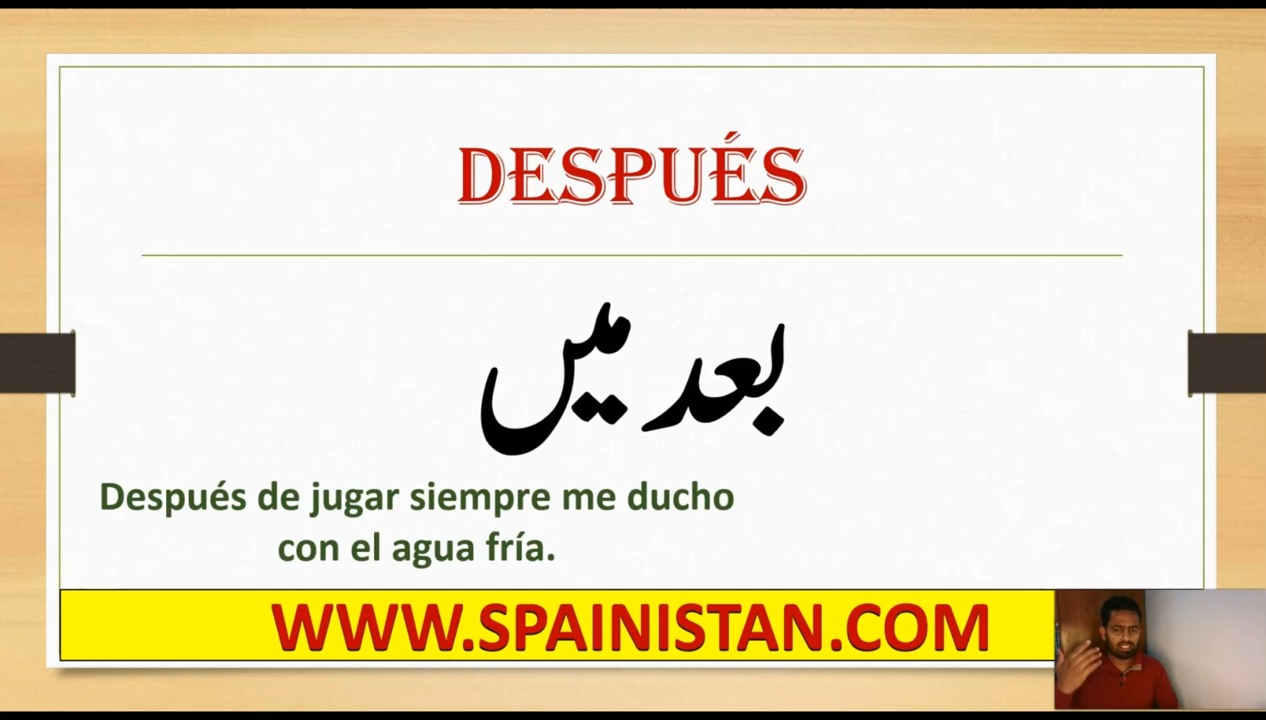 DESPUÉS
بعد میں
Después de jugar siempre me ducho
con el agua fría.
WWW.SPAINISTAN.COM